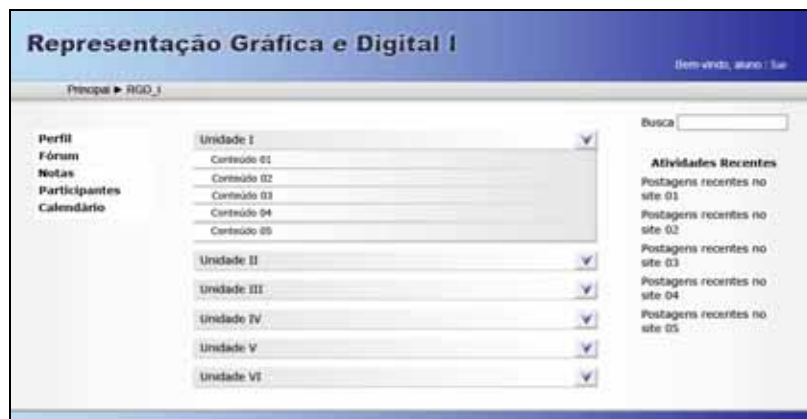 Representação Gráfica e Digital I
Bem-vindo, aluno : Sair
Principal ► RGD_I
Perfil
Fórum
Notas
Participantes
Calendário
Unidade I
Conteúdo 01
Conteúdo 02
Conteúdo 03
Conteúdo 04
Conteúdo 05
Unidade II
Unidade III
Unidade IV
Unidade V
Unidade VI
Busca
Atividades Recentes
Postagens recentes no
site 01
Postagens recentes no
site 02
Postagens recentes no
site 03
Postagens recentes no
site 04
Postagens recentes no
site 05